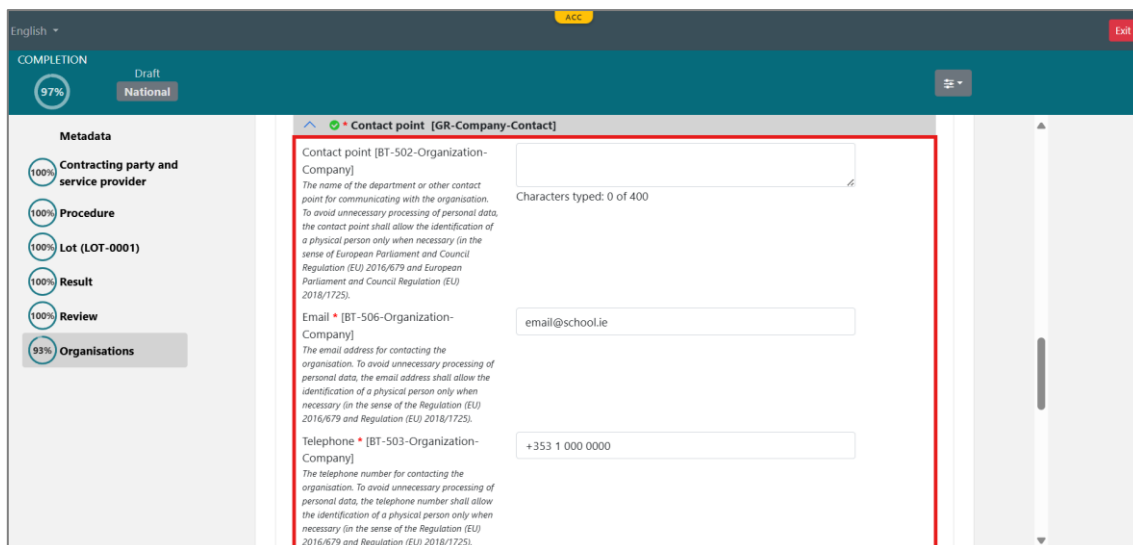 ACC
English
Exit
COMPLETION
97%
Draft
National
Metadata
100% Contracting party and
service provider
100% Procedure
100% Lot (LOT-0001)
100% Result
100% Review
93% Organisations
* Contact point [GR-Company-Contact]
Contact point [BT-502-Organization-
Company]
The name of the department or other contact
point for communicating with the organisation.
To avoid unnecessary processing of personal data,
the contact point shall allow the identification of
a physical person only when necessary (in the
sense of European Parliament and Council
Regulation (EU) 2016/679 and European
Parliament and Council Regulation (EU)
2018/1725).
Characters typed: 0 of 400
Email * [BT-506-Organization-
Company]
The email address for contacting the
organisation. To avoid unnecessary processing of
personal data, the email address shall allow the
identification of a physical person only when
necessary (in the sense of the Regulation (EU)
2016/679 and Regulation (EU) 2018/1725).
email@school.ie
Telephone * [BT-503-Organization-
Company]
The telephone number for contacting the
organisation. To avoid unnecessary processing of
personal data, the telephone number shall allow
the identification of a physical person only when
necessary (in the sense of the Regulation (EU)
2016/679 and Regulation (EU) 2018/1725).
+353 1 000 0000